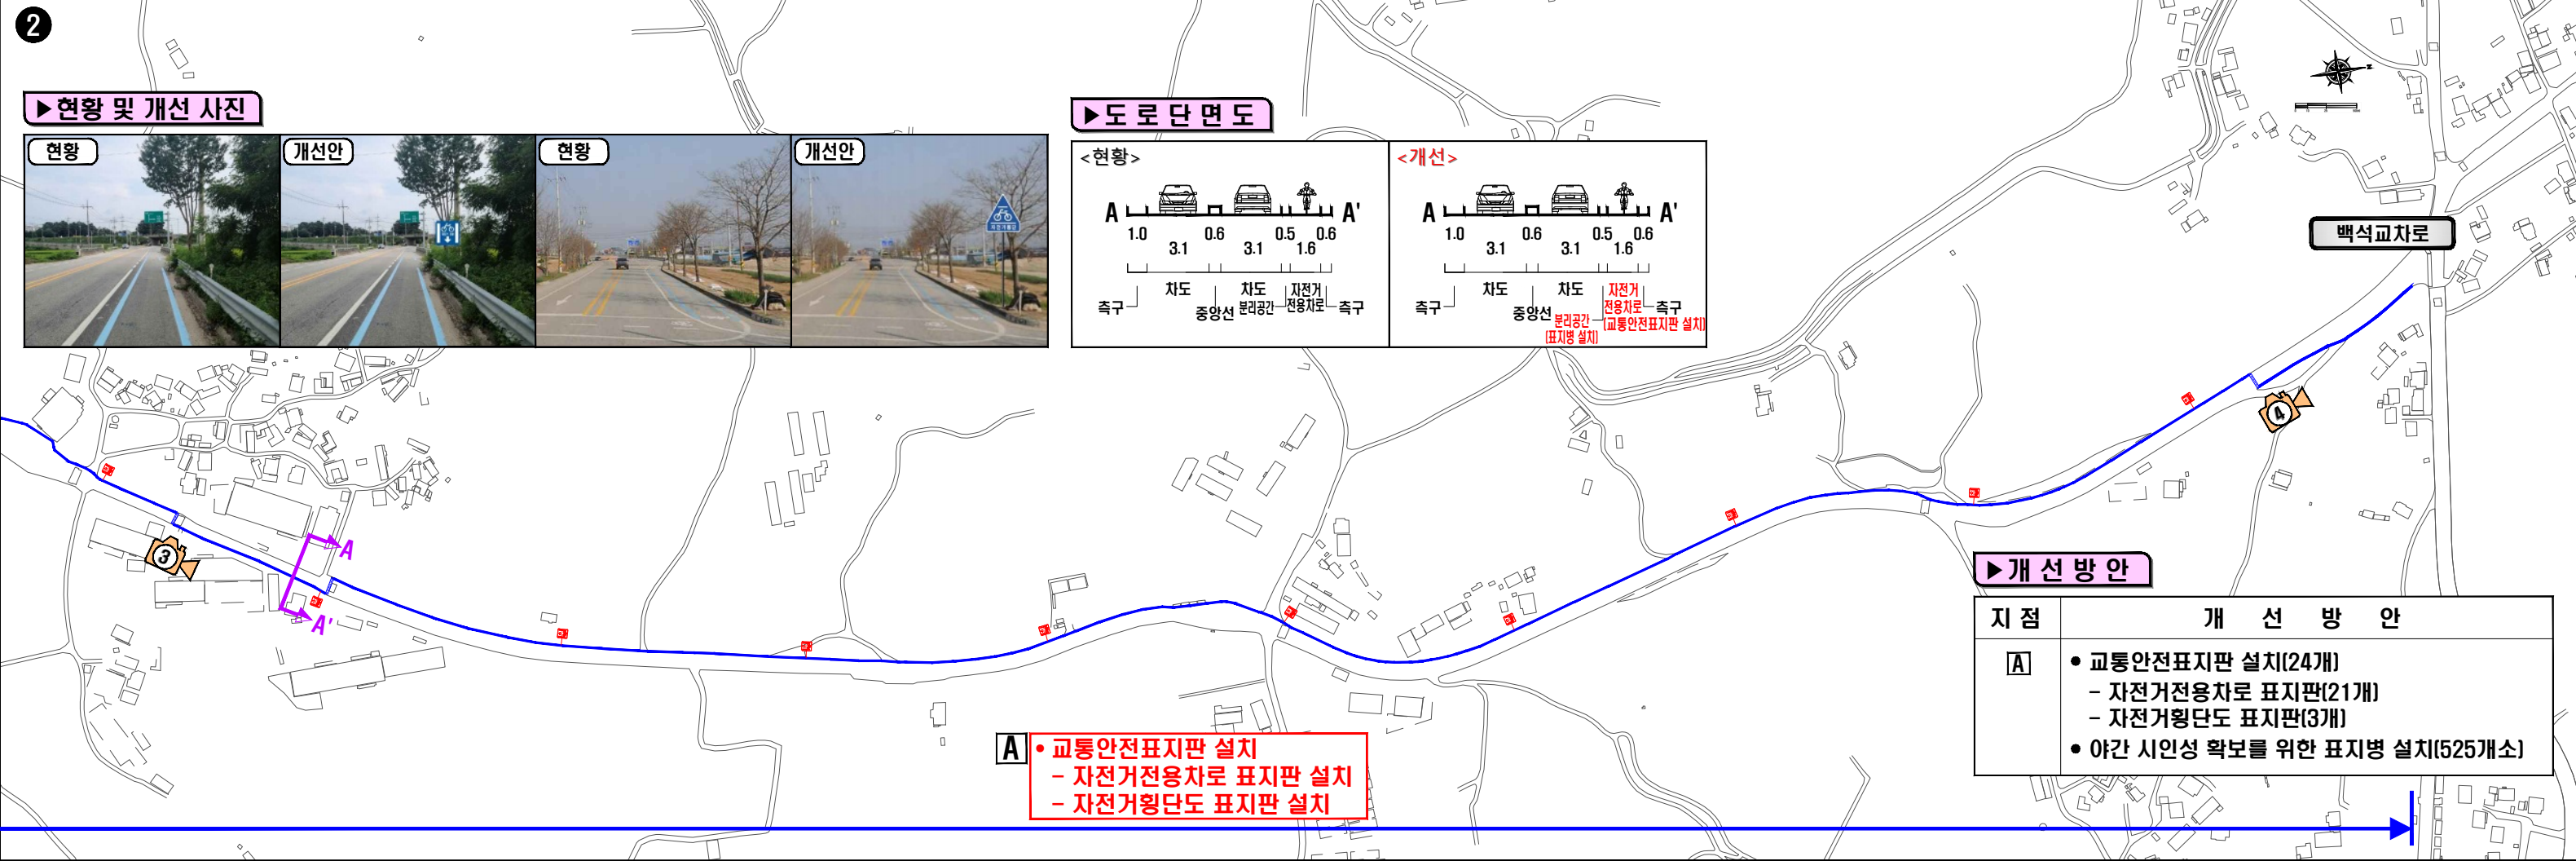 2
▶현황 및 개선 사진
현황
개선안
현황
개선안
자전거횡단
▶도 로 단 면 도
<현황>
A
A'
1.0
0.6
0.5
0.6
3.1
3.1
1.6
차도
차도
자전거
전용차로
측구
중앙선
분리공간
측구
<개선>
A
A'
1.0
0.6
0.5
0.6
3.1
3.1
1.6
차도
차도
자전거
전용차로
(교통안전표지판 설치)
측구
중앙선
분리공간
(표지병 설치)
측구
백석교차로
3
4
A
A'
▶개 선 방 안
지 점
개 선 방 안
A
● 교통안전표지판 설치(24개)
- 자전거전용차로 표지판(21개)
- 자전거횡단도 표지판(3개)
● 야간 시인성 확보를 위한 표지병 설치(525개소)
A
• 교통안전표지판 설치
- 자전거전용차로 표지판 설치
- 자전거횡단도 표지판 설치